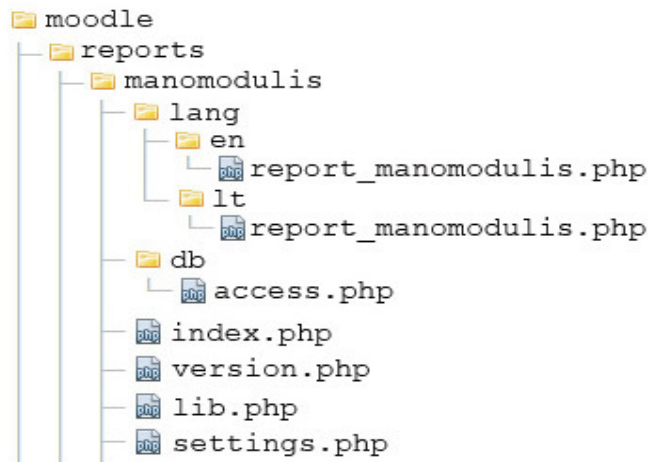 moodle
reports
manomodulis
lang
en
report_manomodulis.php
lt
report_manomodulis.php
db
access.php
index.php
version.php
lib.php
settings.php